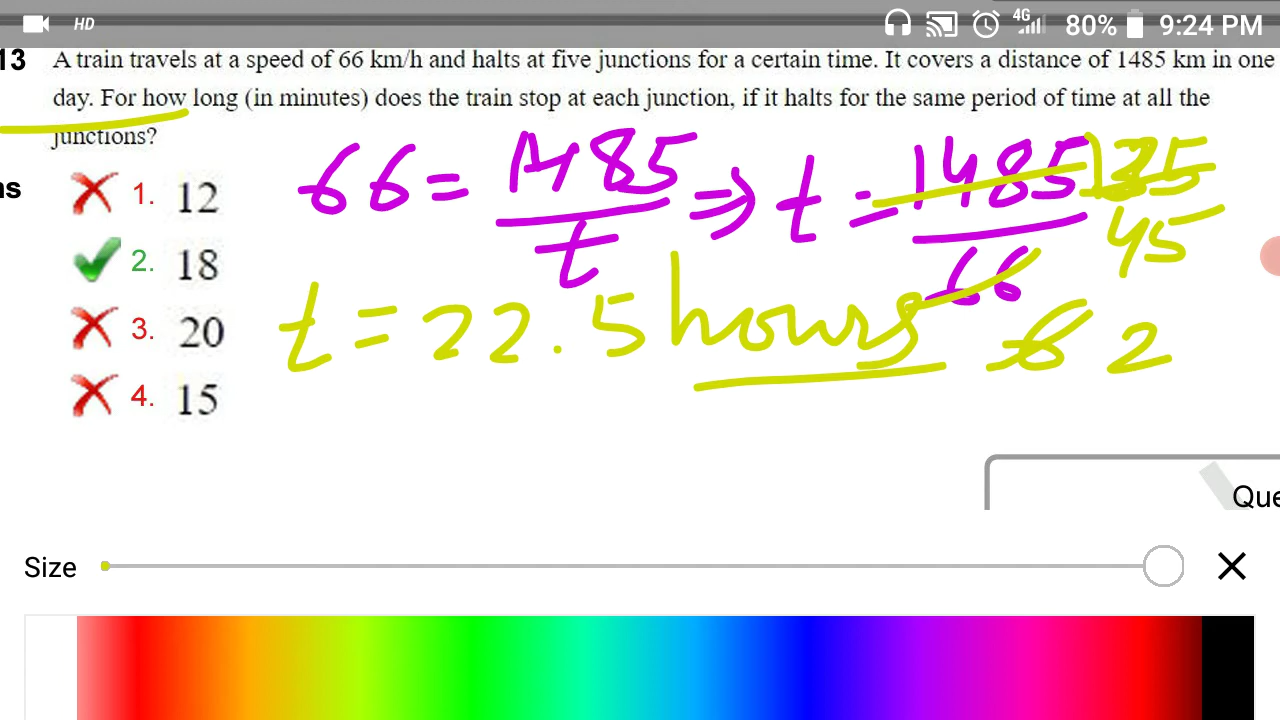 HD 4G 80% 9:24 PM
13 A train travels at a speed of 66 km/h and halts at five junctions for a certain time. It covers a distance of 1485 km in one
day. For how long (in minutes) does the train stop at each junction, if it halts for the same period of time at all the
junctions?
ns
1. 12
2. 18
3. 20
4. 15
66 = 1485/t ⇒ t = 1485/66
135
45
6 2
t = 22.5 hours
Que
Size